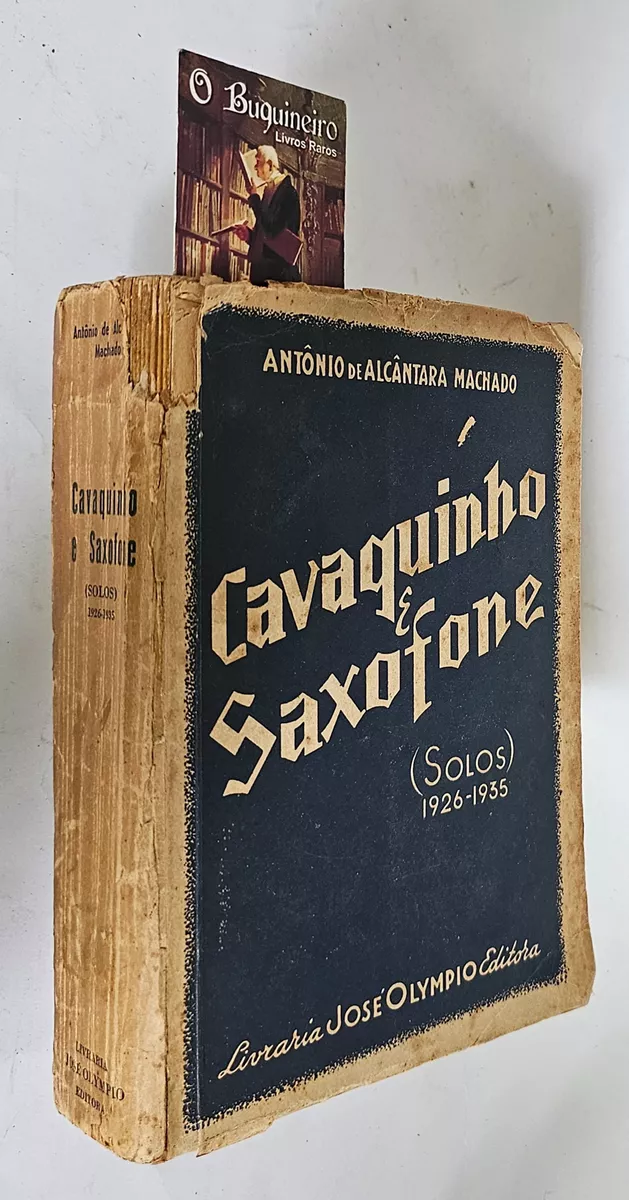 O Buquineiro
Livros Raros
Antônio de Alc
Machado
Cavaquinho
e Saxofone
(SOLOS)
1926-1935
LIVRARIA
JOSÉ OLYMPIO
EDITORA
ANTÔNIO DE ALCÂNTARA MACHADO
Cavaquinho
E
Saxofone
(SOLOS)
1926-1935
Livraria JOSÉ OLYMPIO Editora